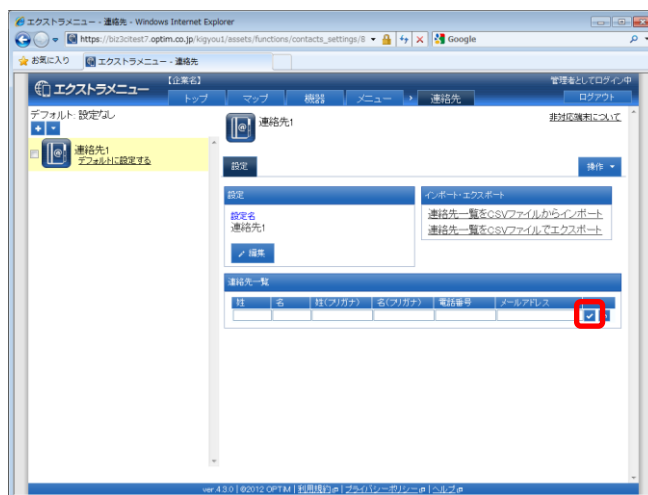 エクストラメニュー - 連絡先 - Windows Internet Explorer
https://biz3citest7.optim.co.jp/kigyou1/assets/functions/contacts_settings/8
Google
お気に入り
エクストラメニュー - 連絡先
エクストラメニュー
【企業名】
管理者としてログイン中
トップ
マップ
機器
メニュー
連絡先
ログアウト
デフォルト: 設定なし
連絡先1
デフォルトに設定する
連絡先1
非対応端末について
設定
操作
設定
設定名
連絡先1
編集
インポート・エクスポート
連絡先一覧をCSVファイルからインポート
連絡先一覧をCSVファイルでエクスポート
連絡先一覧
姓
名
姓(フリガナ)
名(フリガナ)
電話番号
メールアドレス
ver.4.3.0 | ©2012 OPTiM | 利用規約 | プライバシーポリシー | ヘルプ